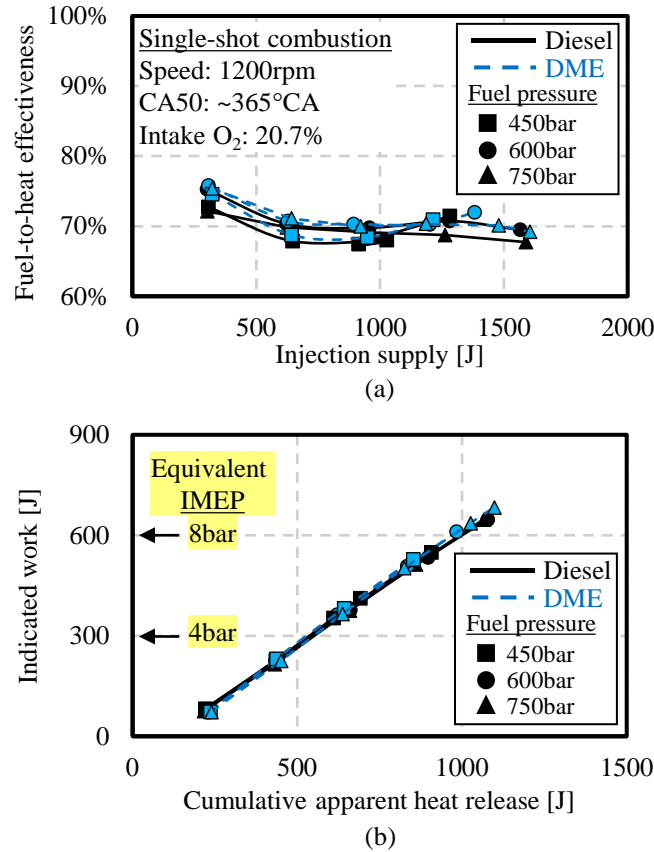 100%
90%
80%
70%
60%
Fuel-to-heat effectiveness
Single-shot combustion
Speed: 1200rpm
CA50: ~365°CA
Intake O₂: 20.7%
Diesel
DME
Fuel pressure
450bar
600bar
750bar
0
500
1000
1500
2000
Injection supply [J]
(a)
900
600
300
0
Indicated work [J]
Equivalent
IMEP
8bar
4bar
Diesel
DME
Fuel pressure
450bar
600bar
750bar
0
500
1000
1500
Cumulative apparent heat release [J]
(b)